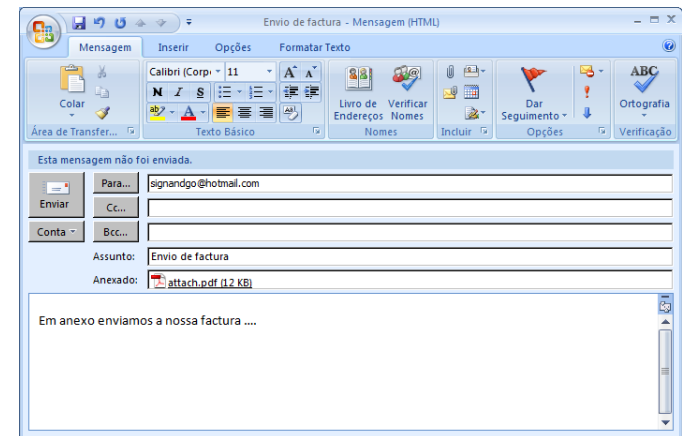 Envio de factura - Mensagem (HTML)
Mensagem Inserir Opções Formatar Texto
Colar
Área de Transfer...
Calibri (Corpo 11 A A
N I S
ab A
Texto Básico
Livro de Endereços
Verificar Nomes
Nomes
Incluir
Dar Seguimento
Opções
ABC
Ortografia
Verificação
Esta mensagem não foi enviada.
Enviar
Para... signandgo@hotmail.com
Cc...
Conta
Bcc...
Assunto: Envio de factura
Anexado: attach.pdf (12 KB)
Em anexo enviamos a nossa factura ....